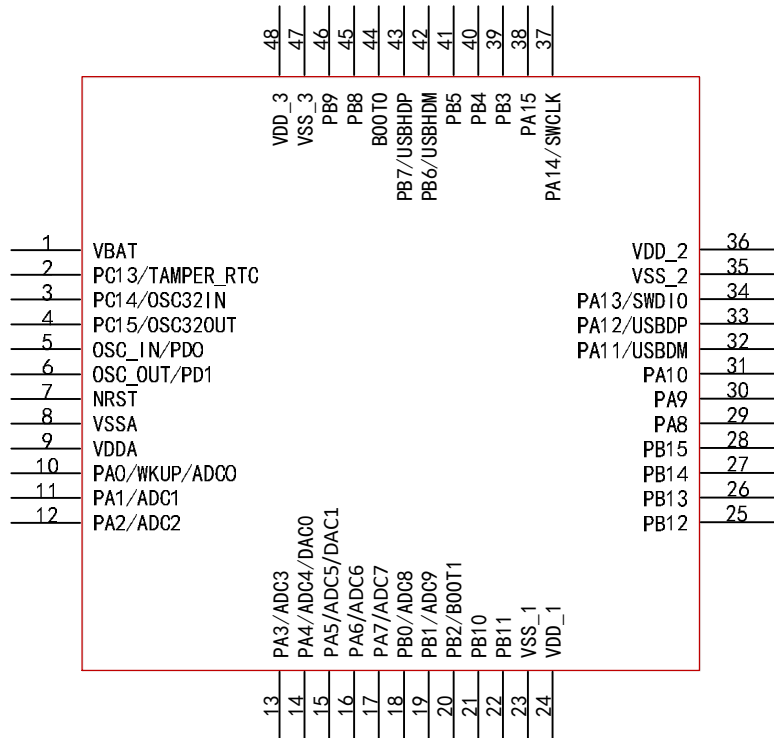 48
47
46
45
44
43
42
41
40
39
38
37
VDD_3
VSS_3
PB9
PB8
BOOT0
PB7/USBHDP
PB6/USBHDM
PB5
PB4
PB3
PA15
PA14/SWCLK
1 VBAT
2 PC13/TAMPER_RTC
3 PC14/OSC32IN
4 PC15/OSC32OUT
5 OSC_IN/PD0
6 OSC_OUT/PD1
7 NRST
8 VSSA
9 VDDA
10 PA0/WKUP/ADC0
11 PA1/ADC1
12 PA2/ADC2
VDD_2 36
VSS_2 35
PA13/SWDIO 34
PA12/USBDP 33
PA11/USBDM 32
PA10 31
PA9 30
PA8 29
PB15 28
PB14 27
PB13 26
PB12 25
PA3/ADC3
PA4/ADC4/DAC0
PA5/ADC5/DAC1
PA6/ADC6
PA7/ADC7
PB0/ADC8
PB1/ADC9
PB2/BOOT1
PB10
PB11
VSS_1
VDD_1
13
14
15
16
17
18
19
20
21
22
23
24